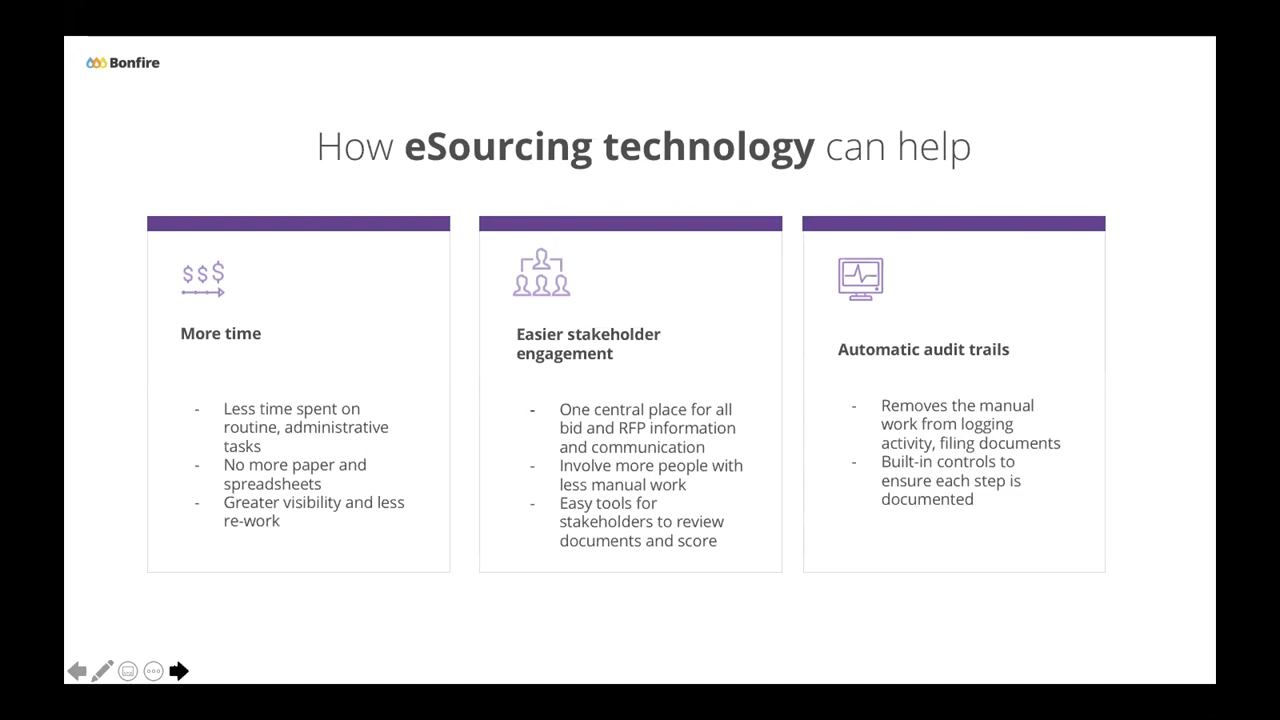 Bonfire
How eSourcing technology can help
$$$
More time
- Less time spent on
routine, administrative
tasks
- No more paper and
spreadsheets
- Greater visibility and less
re-work
Easier stakeholder
engagement
- One central place for all
bid and RFP information
and communication
- Involve more people with
less manual work
- Easy tools for
stakeholders to review
documents and score
Automatic audit trails
- Removes the manual
work from logging
activity, filing documents
- Built-in controls to
ensure each step is
documented